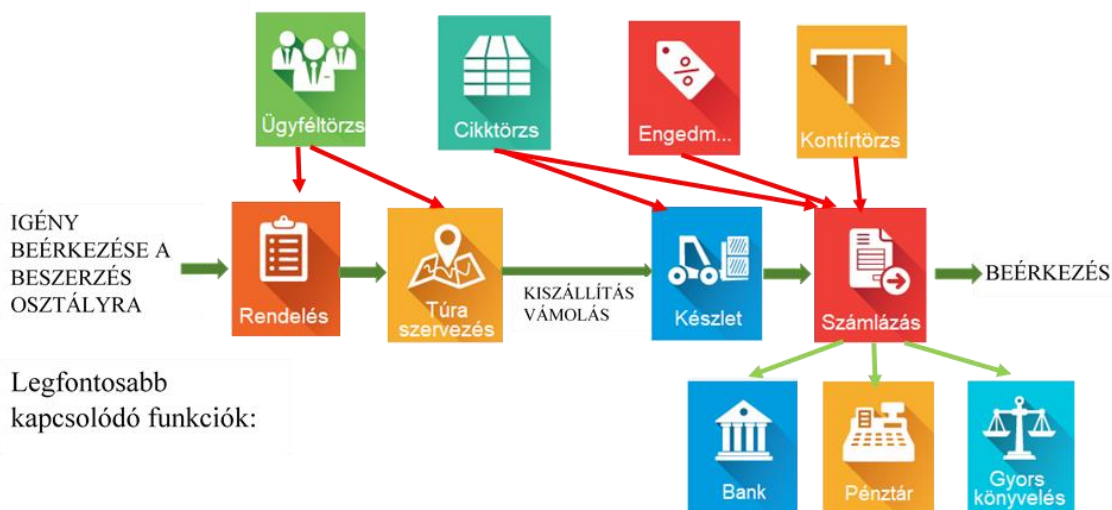 Ügyféltörzs
Cikktörzs
Engedm...
Kontírtörzs
IGÉNY
BEÉRKEZÉSE A
BESZERZÉS
OSZTÁLYRA
Rendelés
Túra
szervezés
KISZÁLLÍTÁS
VÁMOLÁS
Készlet
Számlázás
BEÉRKEZÉS
Legfontosabb
kapcsolódó funkciók:
Bank
Pénztár
Gyors
könyvelés